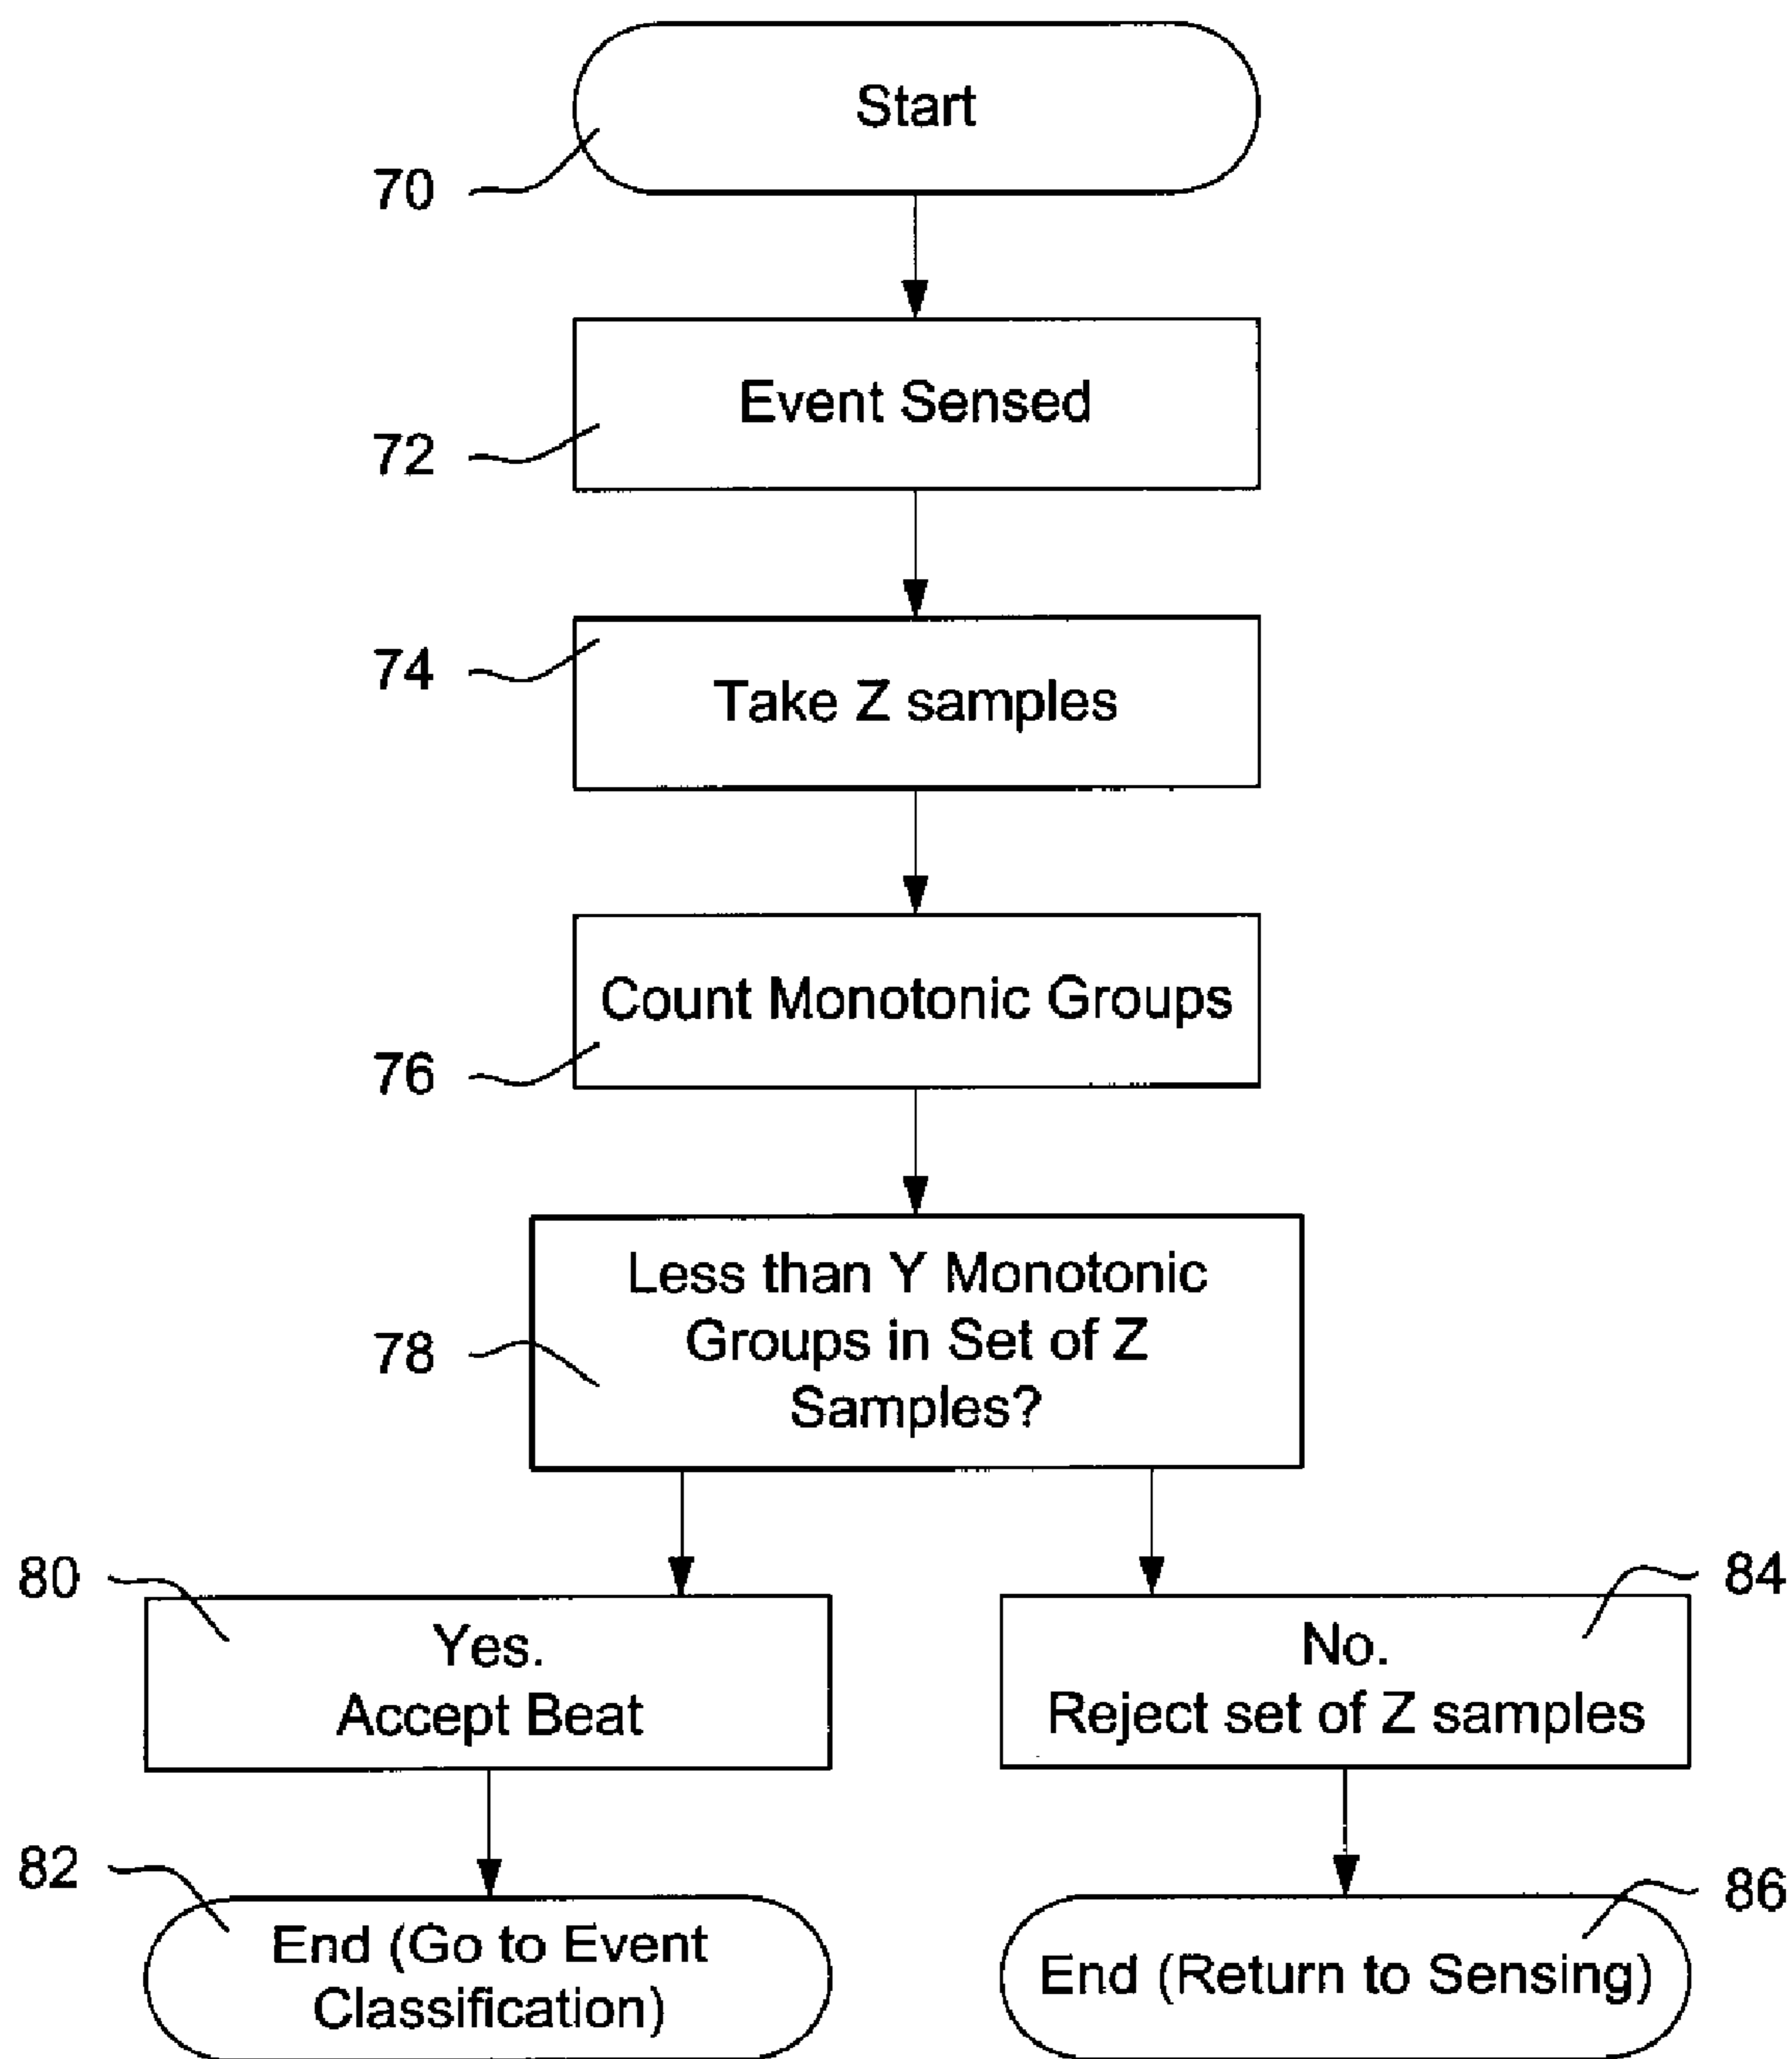 Start
70
Event Sensed
72
74
Take Z samples
Count Monotonic Groups
76
Less than Y Monotonic
Groups in Set of Z
Samples?
78
80
Yes.
Accept Beat
84
No.
Reject set of Z samples
82
End (Go to Event
Classification)
86
End (Return to Sensing)